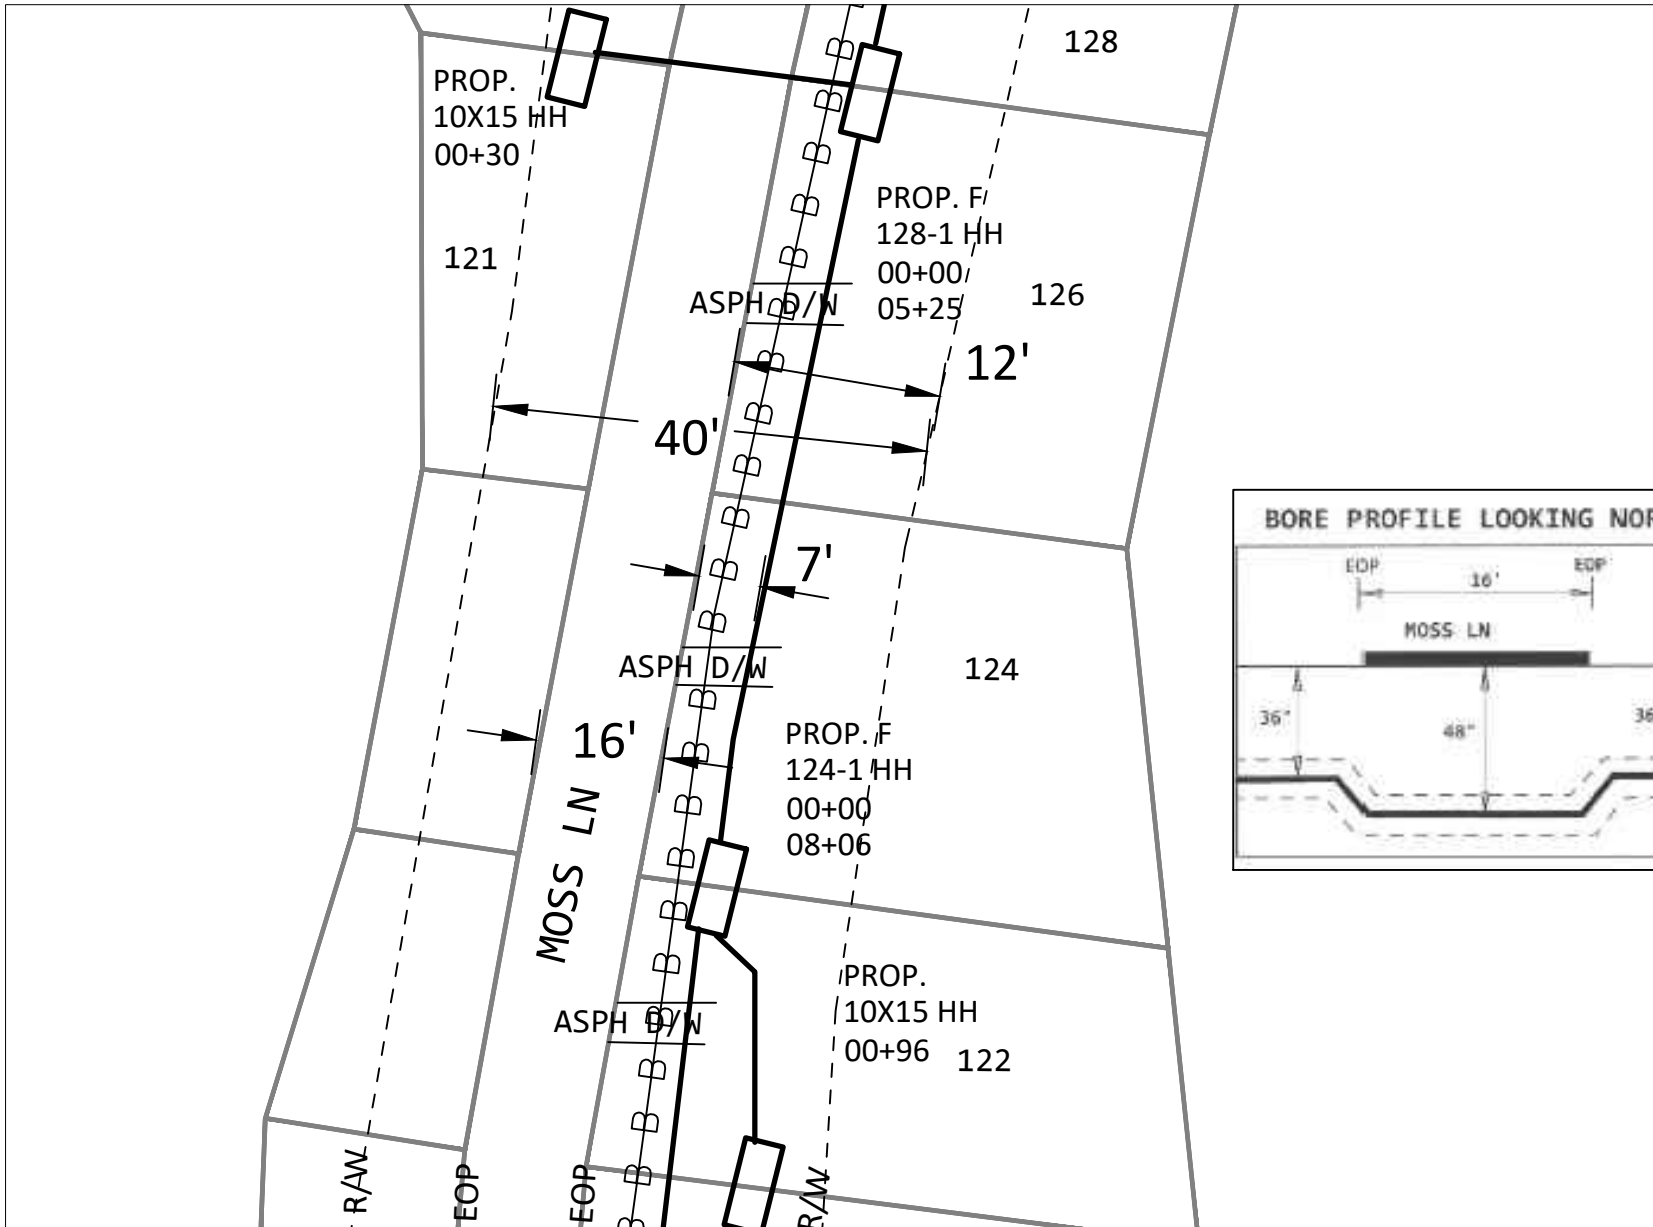 128
PROP.
10X15 HH
00+30
121
PROP. F
128-1 HH
00+00
05+25
126
ASPH D/W
12'
40'
7'
ASPH D/W
124
16'
PROP. F
124-1 HH
00+00
08+06
MOSS LN
PROP.
10X15 HH
00+96
122
ASPH D/W
R/W
EOP
EOP
R/W
B B B B B B B B B B B B B B B B B B B B B B B B
BORE PROFILE LOOKING NOR
EOP
EOP
16'
MOSS LN
36"
48"
36